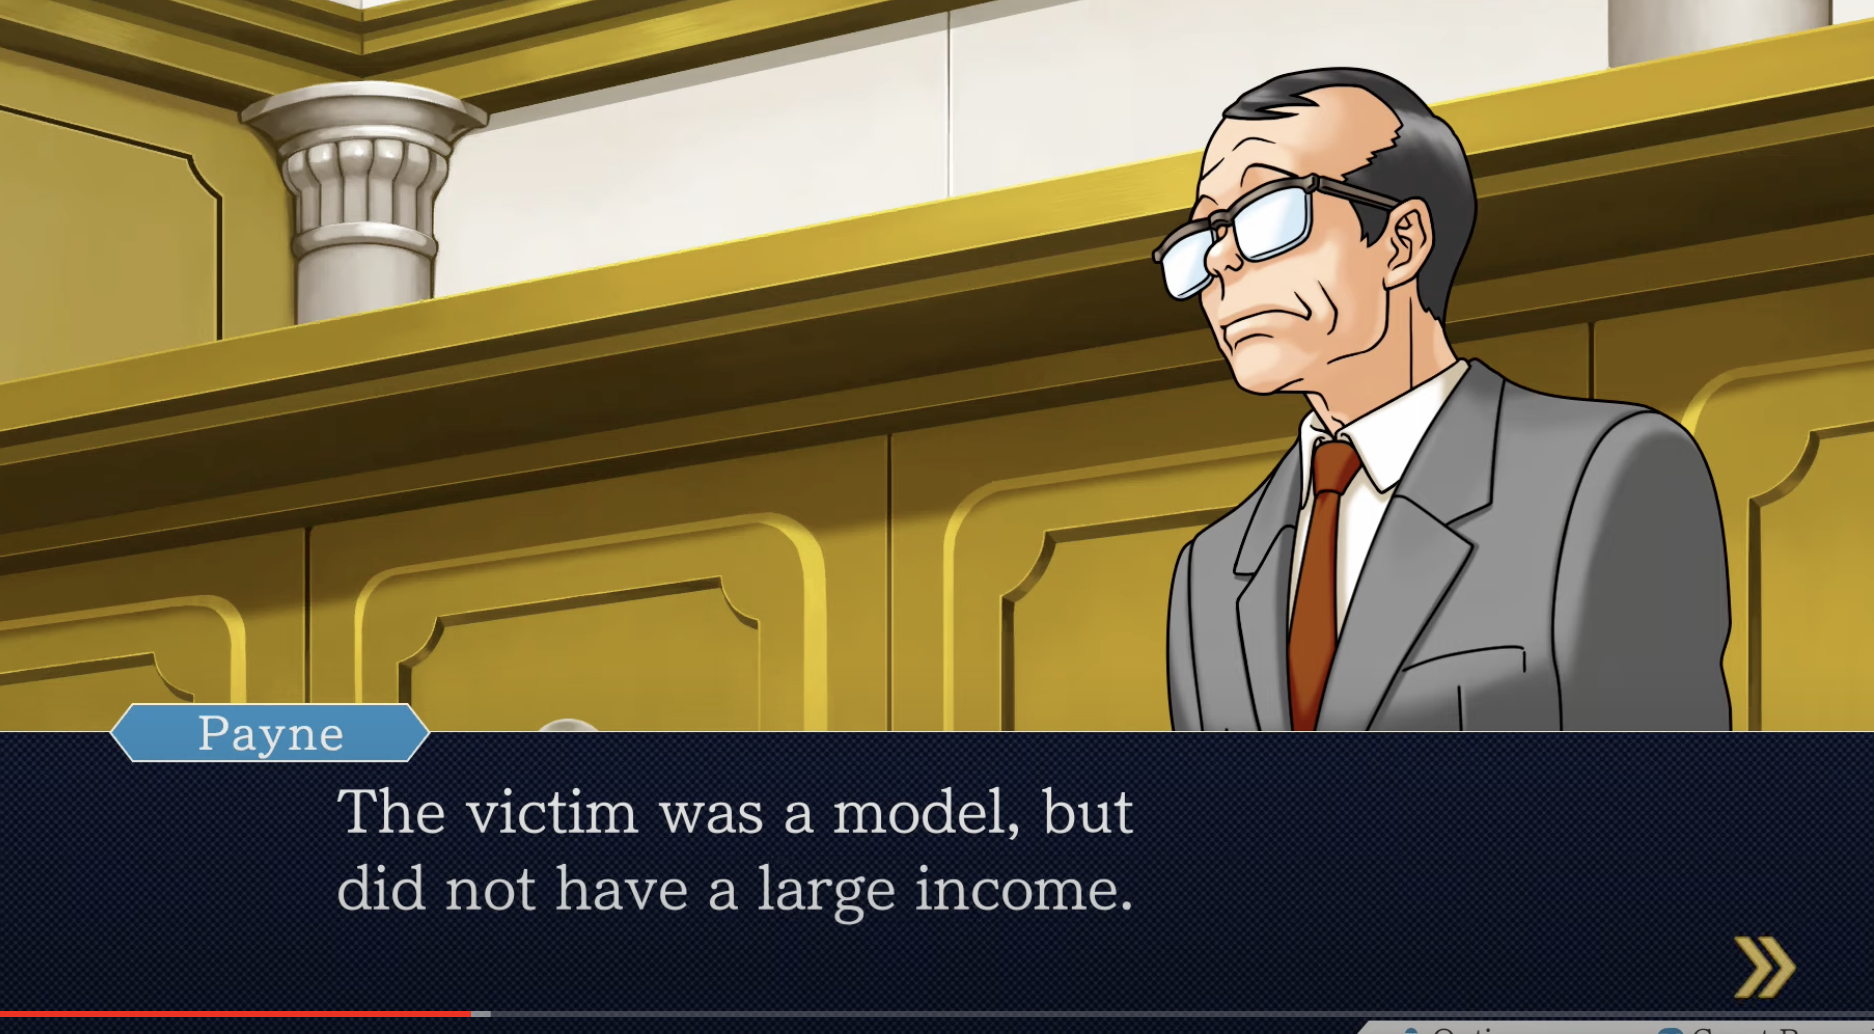 Payne
The victim was a model, but
did not have a large income.